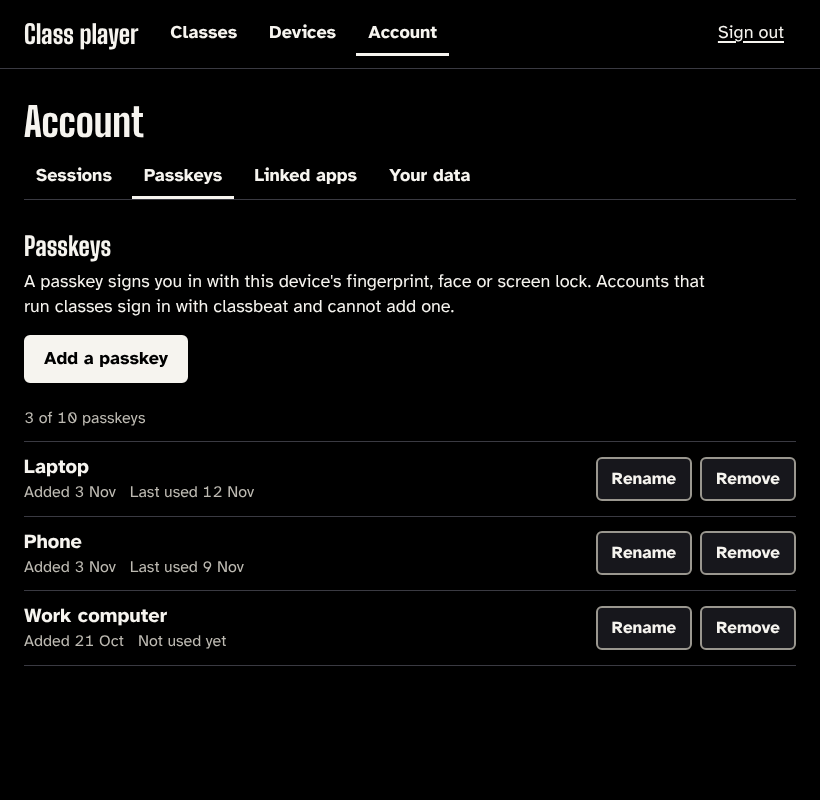 Class player
Classes
Devices
Account
Sign out
Account
Sessions
Passkeys
Linked apps
Your data
Passkeys
A passkey signs you in with this device's fingerprint, face or screen lock. Accounts that
run classes sign in with classbeat and cannot add one.
Add a passkey
3 of 10 passkeys
Laptop
Added 3 Nov Last used 12 Nov
Rename
Remove
Phone
Added 3 Nov Last used 9 Nov
Rename
Remove
Work computer
Added 21 Oct Not used yet
Rename
Remove